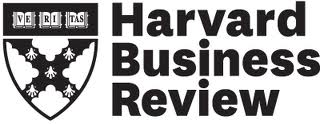 VE RI TAS
Harvard
Business
Review